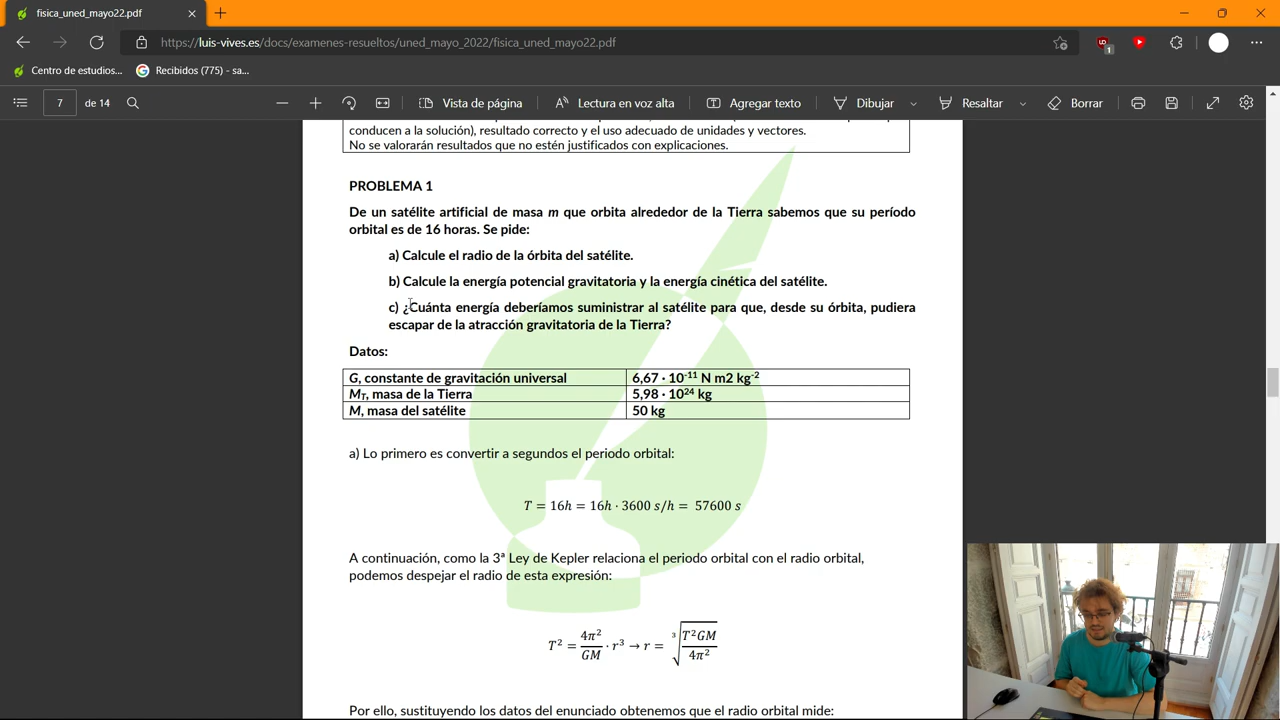 fisica_uned_mayo22.pdf
https://luis-vives.es/docs/examenes-resueltos/uned_mayo_2022/fisica_uned_mayo22.pdf
1
Centro de estudios...
Recibidos (775) - sa...
7 de 14
Vista de página
Lectura en voz alta
Agregar texto
Dibujar
Resaltar
Borrar
conducen a la solución), resultado correcto y el uso adecuado de unidades y vectores.
No se valorarán resultados que no estén justificados con explicaciones.
PROBLEMA 1
De un satélite artificial de masa m que orbita alrededor de la Tierra sabemos que su período
orbital es de 16 horas. Se pide:
a) Calcule el radio de la órbita del satélite.
b) Calcule la energía potencial gravitatoria y la energía cinética del satélite.
c) ¿Cuánta energía deberíamos suministrar al satélite para que, desde su órbita, pudiera
escapar de la atracción gravitatoria de la Tierra?
Datos:
G, constante de gravitación universal 6,67 · 10⁻¹¹ N m2 kg⁻²
M_T, masa de la Tierra 5,98 · 10²⁴ kg
M, masa del satélite 50 kg
a) Lo primero es convertir a segundos el periodo orbital:
T = 16h = 16h · 3600 s/h = 57600 s
A continuación, como la 3ª Ley de Kepler relaciona el periodo orbital con el radio orbital,
podemos despejar el radio de esta expresión:
T² = 4π²/GM · r³ → r = ∛(T²GM/4π²)
Por ello, sustituyendo los datos del enunciado obtenemos que el radio orbital mide: